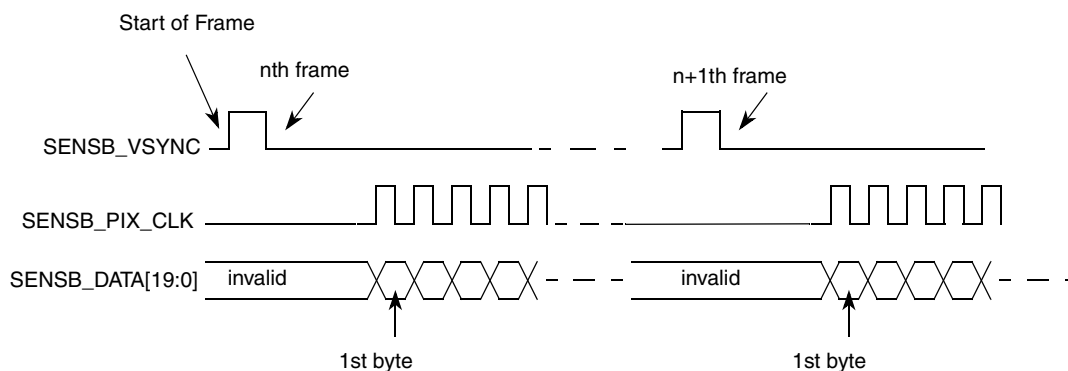 Start of Frame
nth frame
n+1th frame
SENSB_VSYNC
SENSB_PIX_CLK
SENSB_DATA[19:0]
invalid
invalid
1st byte
1st byte